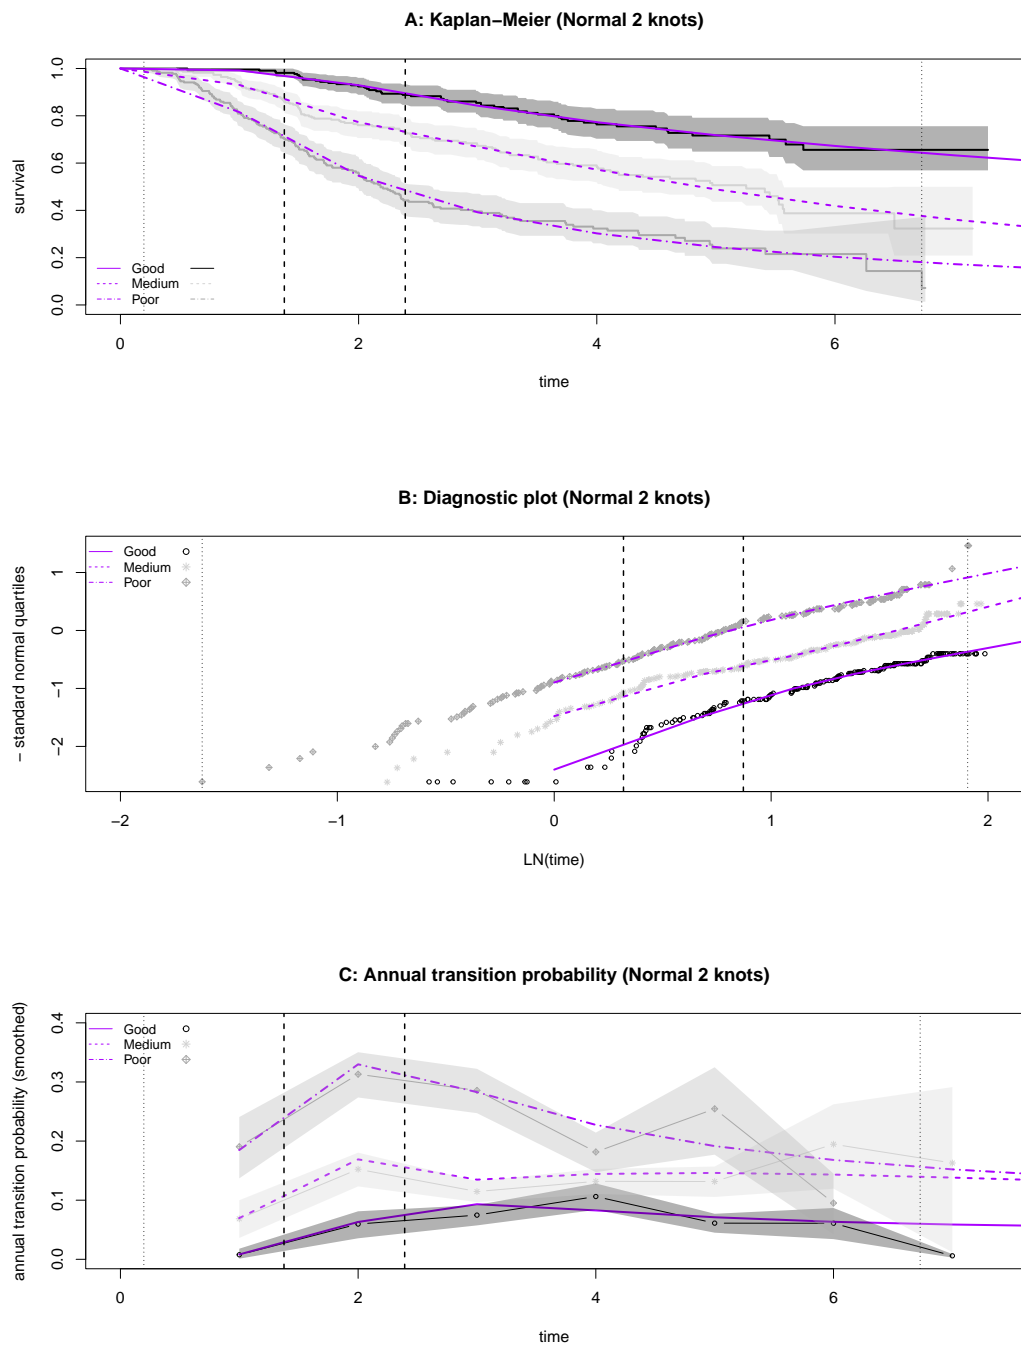 A: Kaplan−Meier (Normal 2 knots)
survival
0.0
0.2
0.4
0.6
0.8
1.0
Good
Medium
Poor
0
2
4
6
time
B: Diagnostic plot (Normal 2 knots)
− standard normal quartiles
−2
−1
0
1
Good
Medium
Poor
−2
−1
0
1
2
LN(time)
C: Annual transition probability (Normal 2 knots)
annual transition probability (smoothed)
0.0
0.1
0.2
0.3
0.4
Good
Medium
Poor
0
2
4
6
time